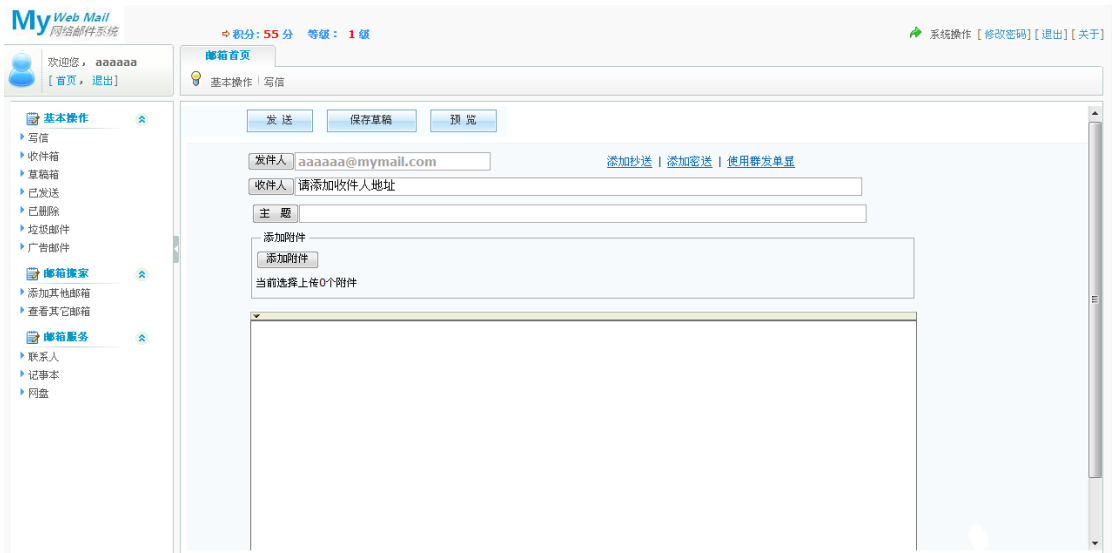 My Web Mail
网络邮件系统
积分: 55 分 等级： 1 级
系统操作 [ 修改密码] [ 退出] [ 关于]
欢迎您， aaaaaa
[ 首页， 退出]
邮箱首页
基本操作 | 写信
基本操作
写信
收件箱
草稿箱
已发送
已删除
垃圾邮件
广告邮件
邮箱搬家
添加其他邮箱
查看其它邮箱
邮箱服务
联系人
记事本
网盘
发 送 保存草稿 预 览
发件人 aaaaaa@mymail.com 添加抄送 | 添加密送 | 使用群发单显
收件人 请添加收件人地址
主 题
添加附件
添加附件
当前选择上传0个附件